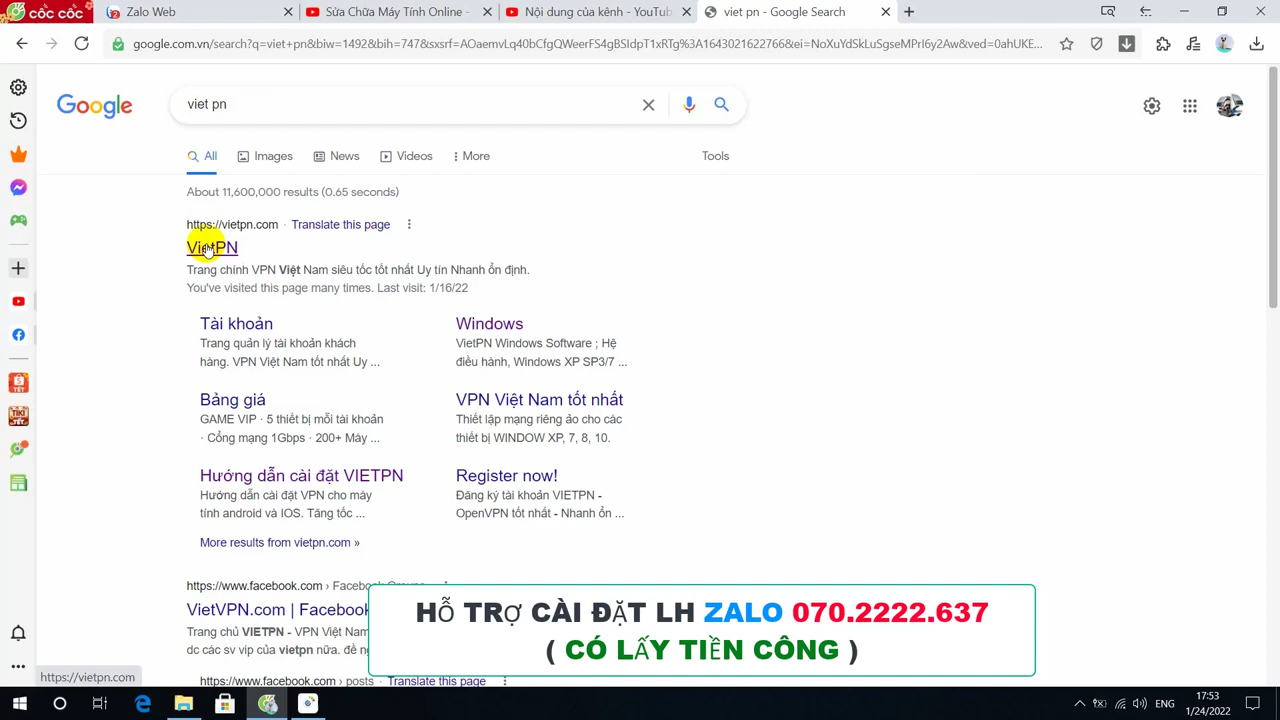 cốc cốc
Zalo Web
Sửa Chữa Máy Tính Online -
Nội dung của kênh - YouTub
viet pn - Google Search
google.com.vn/search?q=viet+pn&biw=1492&bih=747&sxsrf=AOaemvLq40bCfgQWeerFS4gBSIdpT1xRTg%3A1643021622766&ei=NoXuYdSkLuSgseMPrI6y2Aw&ved=0ahUKE...
Google
viet pn
All
Images
News
Videos
More
Tools
About 11,600,000 results (0.65 seconds)
https://vietpn.com · Translate this page
VietPN
Trang chính VPN Việt Nam siêu tốc tốt nhất Uy tín Nhanh ổn định.
You've visited this page many times. Last visit: 1/16/22
Tài khoản
Trang quản lý tài khoản khách
hàng. VPN Việt Nam tốt nhất Uy ...
Windows
VietPN Windows Software ; Hệ
điều hành, Windows XP SP3/7 ...
Bảng giá
GAME VIP · 5 thiết bị mỗi tài khoản
· Cổng mạng 1Gbps · 200+ Máy ...
VPN Việt Nam tốt nhất
Thiết lập mạng riêng ảo cho các
thiết bị WINDOW XP, 7, 8, 10.
Hướng dẫn cài đặt VIETPN
Hướng dẫn cài đặt VPN cho máy
tính android và IOS. Tăng tốc ...
Register now!
Đăng ký tài khoản VIETPN -
OpenVPN tốt nhất - Nhanh ổn ...
More results from vietpn.com »
https://www.facebook.com › Facebook
VietVPN.com | Facebook
Trang chủ VIETPN - VPN Việt Nam
dc các sv vip của vietpn nữa. đề
https://www.facebook.com › posts · Translate this page
HỖ TRỢ CÀI ĐẶT LH ZALO 070.2222.637
( CÓ LẤY TIỀN CÔNG )
https://vietpn.com
ENG
17:53
1/24/2022